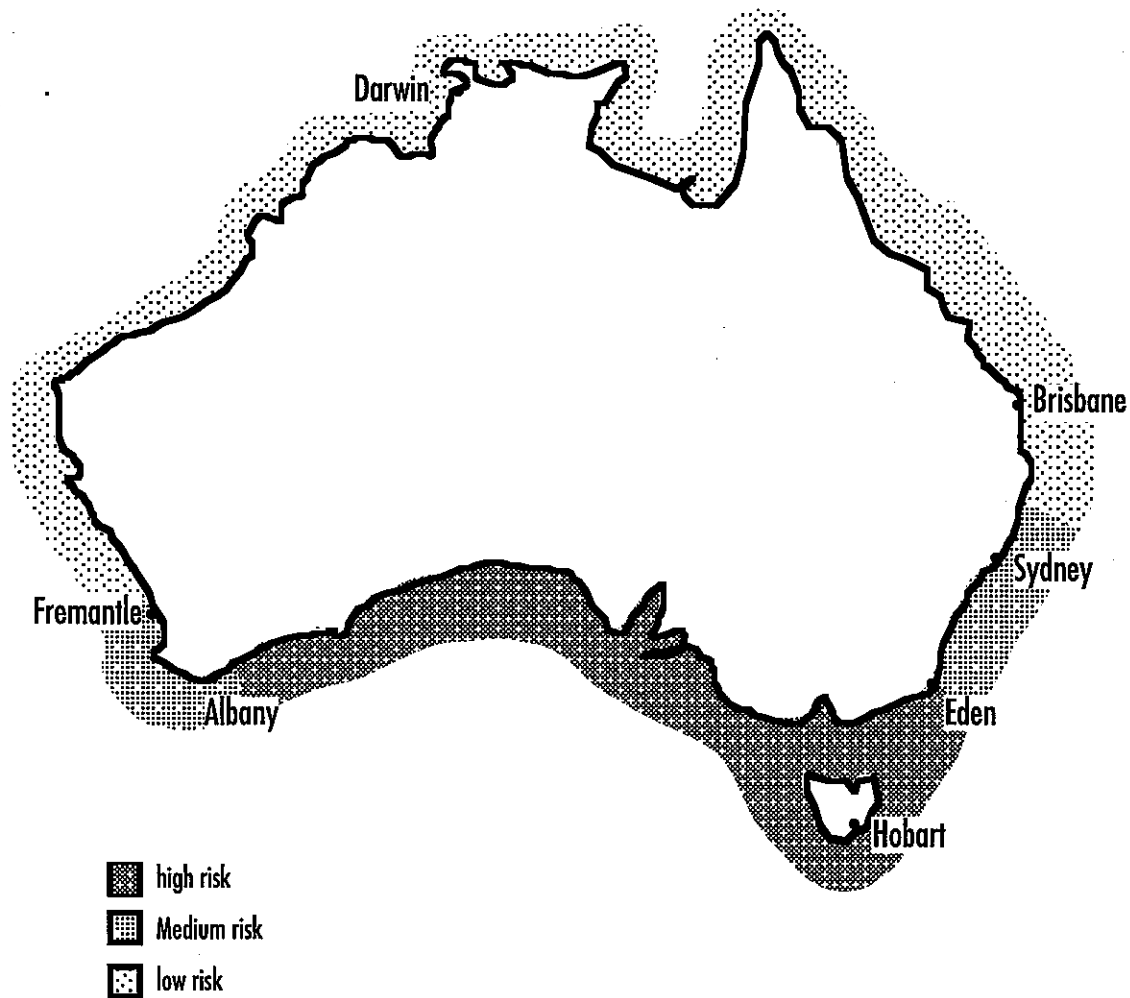 Darwin
Brisbane
Sydney
Fremantle
Albany
Eden
Hobart
high risk
Medium risk
low risk